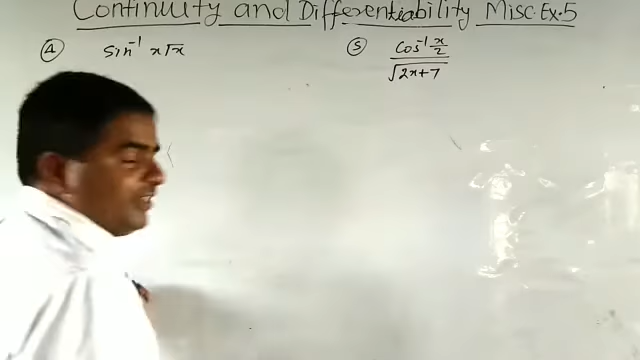 Continuity and Differentiability Misc. Ex. 5
④ sin⁻¹ x√x
⑤ cos⁻¹ x/2
√2x+7